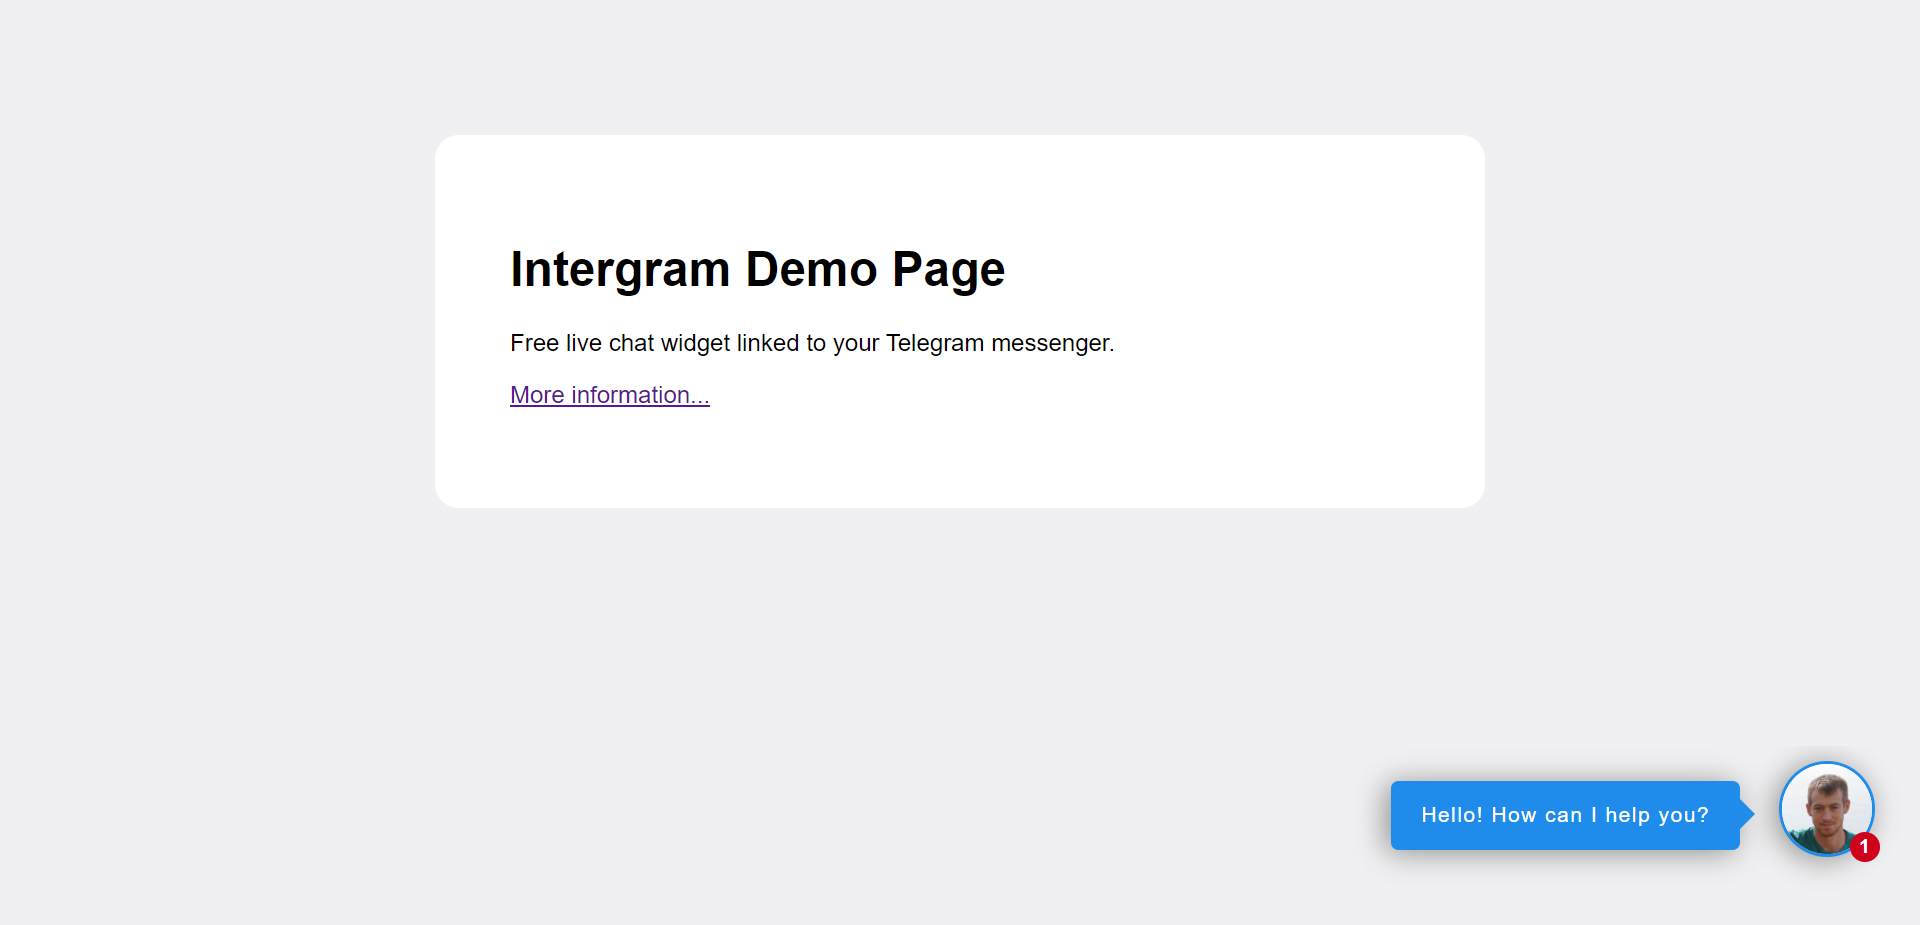 Intergram Demo Page
Free live chat widget linked to your Telegram messenger.
More information...
Hello! How can I help you?
1